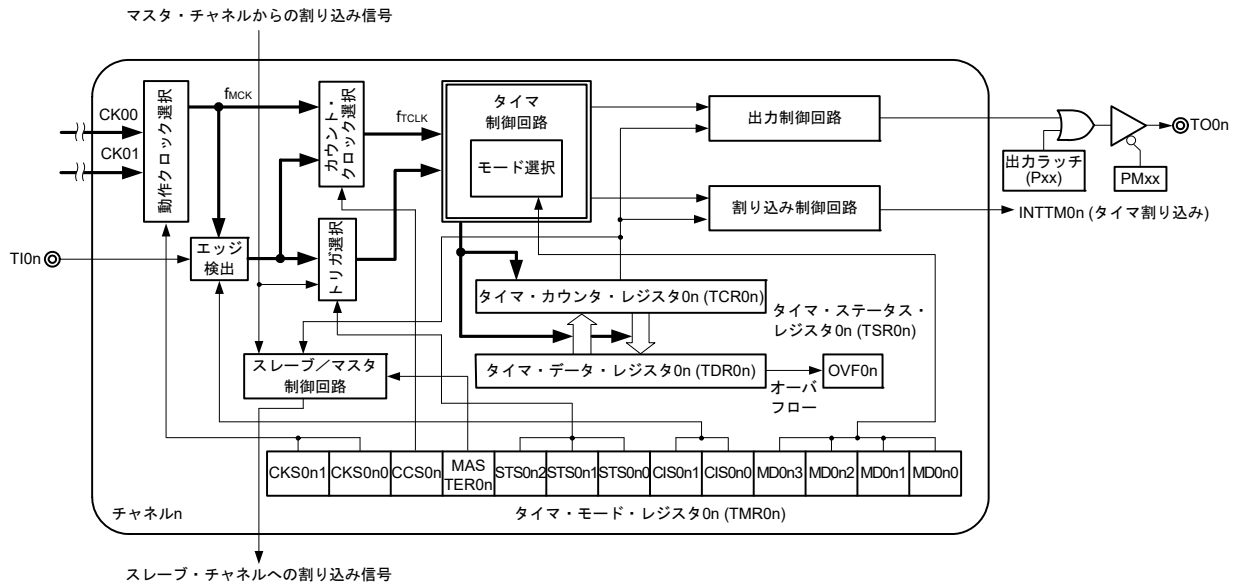 マスタ・チャネルからの割り込み信号
CK00
CK01
動作クロック選択
fMCK
カウント・
クロック選択
fTCLK
タイマ
制御回路
モード選択
出力制御回路
出力ラッチ
(Pxx)
PMxx
TO0n
割り込み制御回路
INTTM0n (タイマ割り込み)
TI0n
エッジ
検出
トリガ選択
タイマ・カウンタ・レジスタ0n (TCR0n)
タイマ・ステータス・
レジスタ0n (TSR0n)
スレーブ/マスタ
制御回路
タイマ・データ・レジスタ0n (TDR0n)
OVF0n
オーバ
フロー
CKS0n1
CKS0n0
CCS0n
MAS
TER0n
STS0n2
STS0n1
STS0n0
CIS0n1
CIS0n0
MD0n3
MD0n2
MD0n1
MD0n0
チャネルn
タイマ・モード・レジスタ0n (TMR0n)
スレーブ・チャネルへの割り込み信号